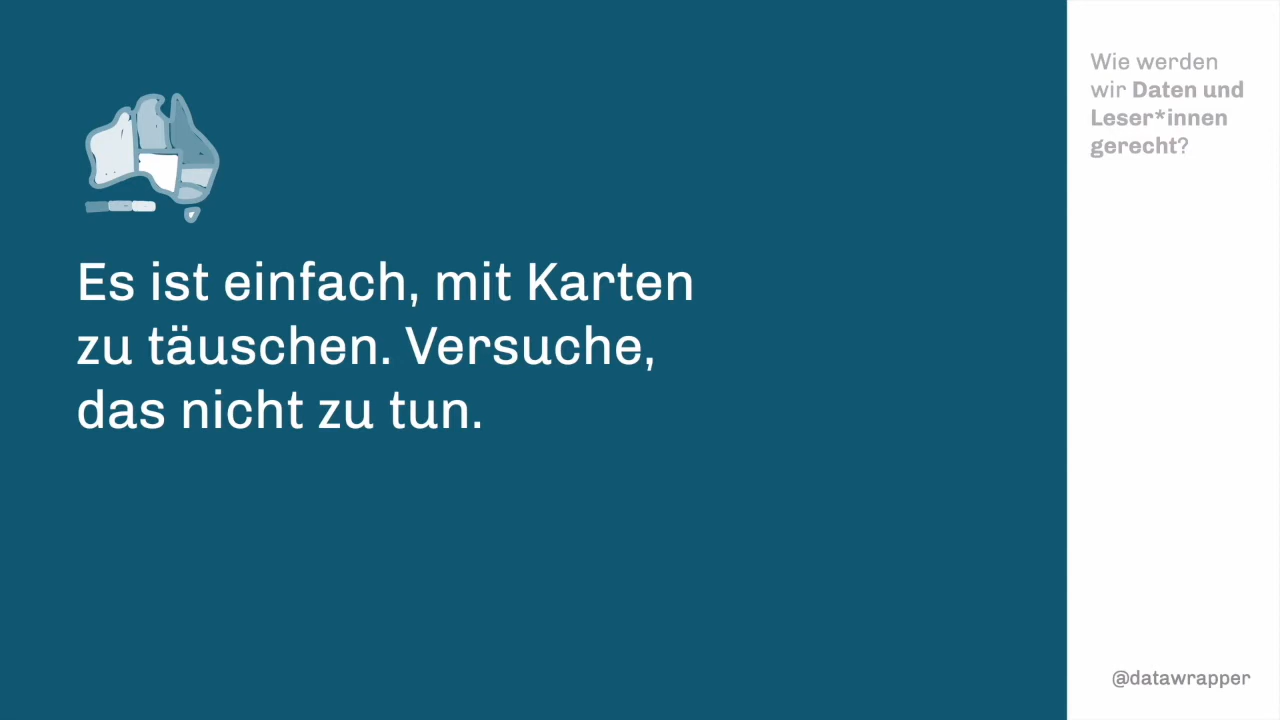 Es ist einfach, mit Karten
zu täuschen. Versuche,
das nicht zu tun.
Wie werden
wir Daten und
Leser*innen
gerecht?
@datawrapper